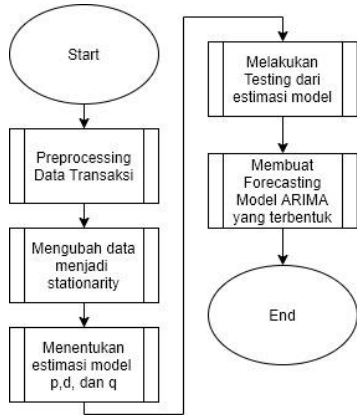 Start
Preprocessing
Data Transaksi
Mengubah data
menjadi
stationarity
Menentukan
estimasi model
p,d, dan q
Melakukan
Testing dari
estimasi model
Membuat
Forecasting
Model ARIMA
yang terbentuk
End